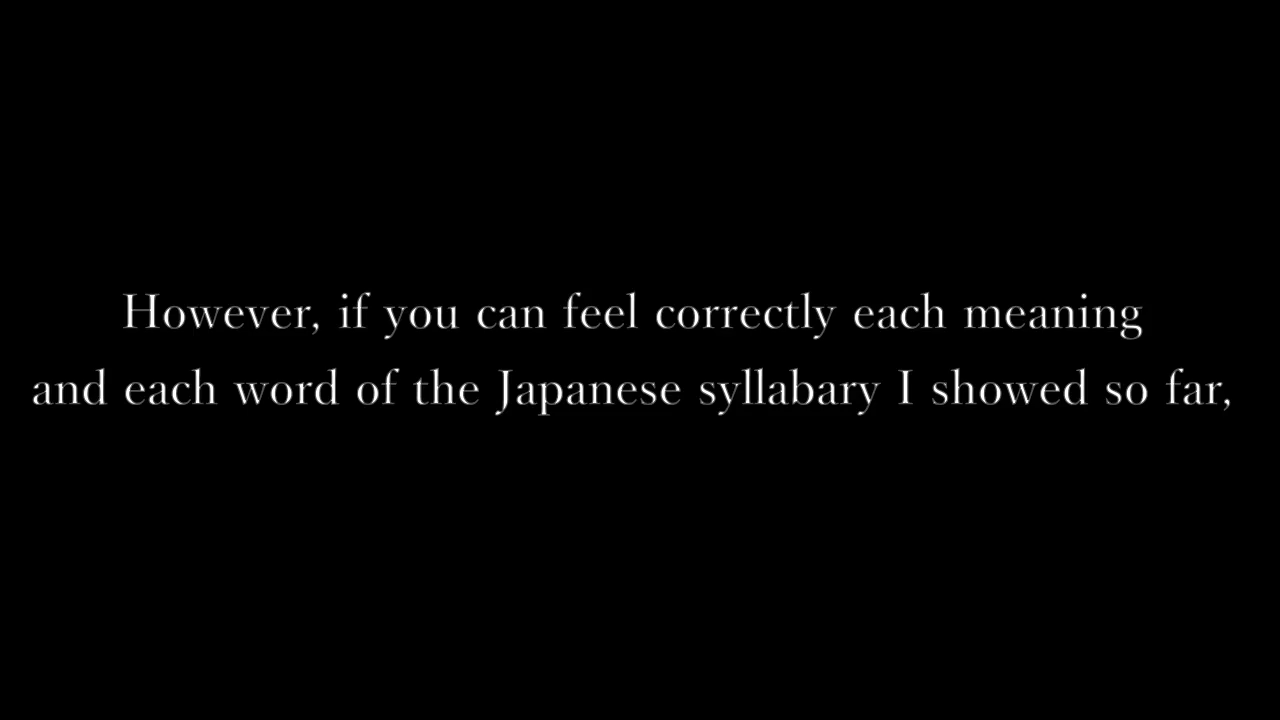 However, if you can feel correctly each meaning
and each word of the Japanese syllabary I showed so far,